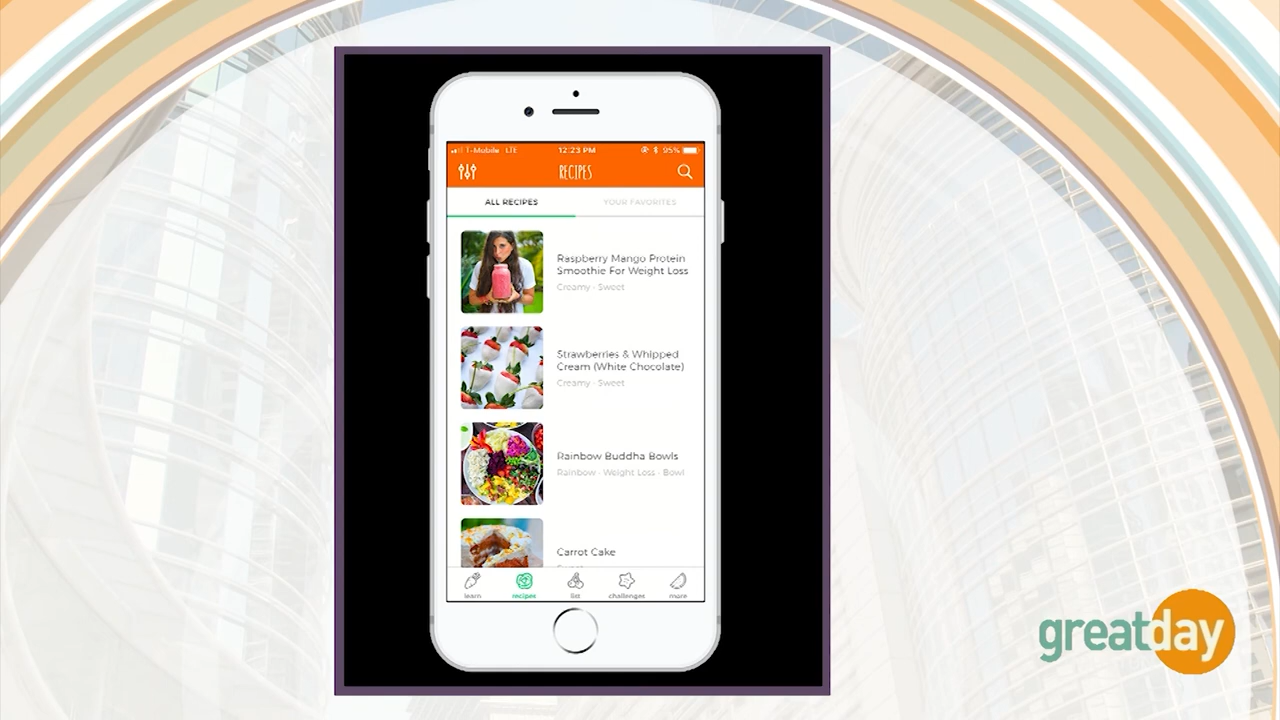 T-Mobile LTE 12:23 PM 95%
RECIPES
ALL RECIPES YOUR FAVORITES
Raspberry Mango Protein
Smoothie For Weight Loss
Creamy - Sweet
Strawberries & Whipped
Cream (White Chocolate)
Creamy - Sweet
Rainbow Buddha Bowls
Rainbow - Weight Loss - Bowl
Carrot Cake
learn recipes list challenges more
greatday